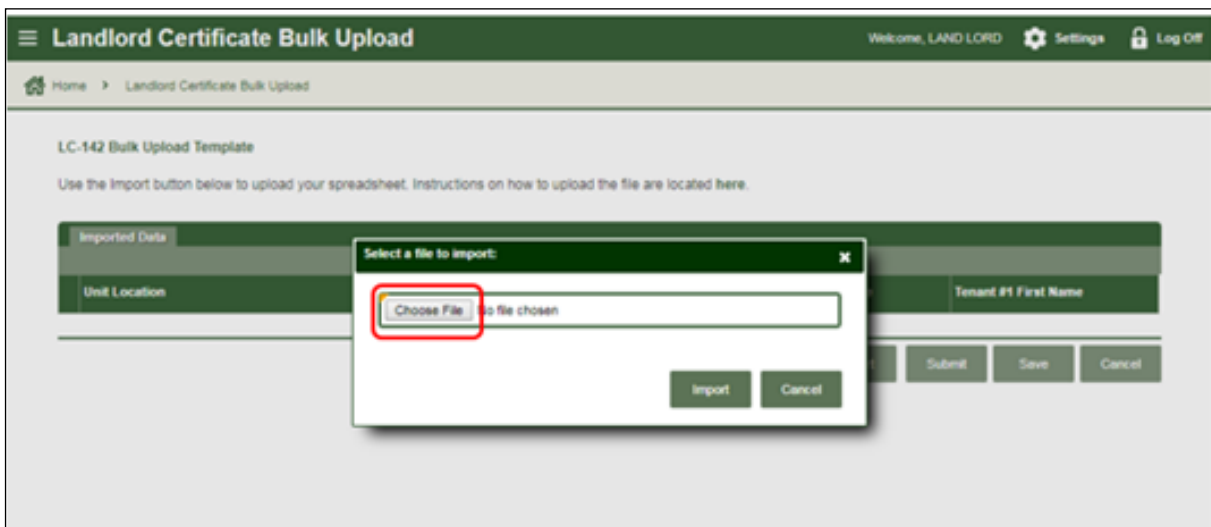 Landlord Certificate Bulk Upload
Welcome, LAND LORD Settings Log Off
Home > Landlord Certificate Bulk Upload
LC-142 Bulk Upload Template
Use the Import button below to upload your spreadsheet. Instructions on how to upload the file are located here.
Imported Data
Select a file to import:
Unit Location
Tenant #1 First Name
Choose File No file chosen
Submit Save Cancel
Import Cancel